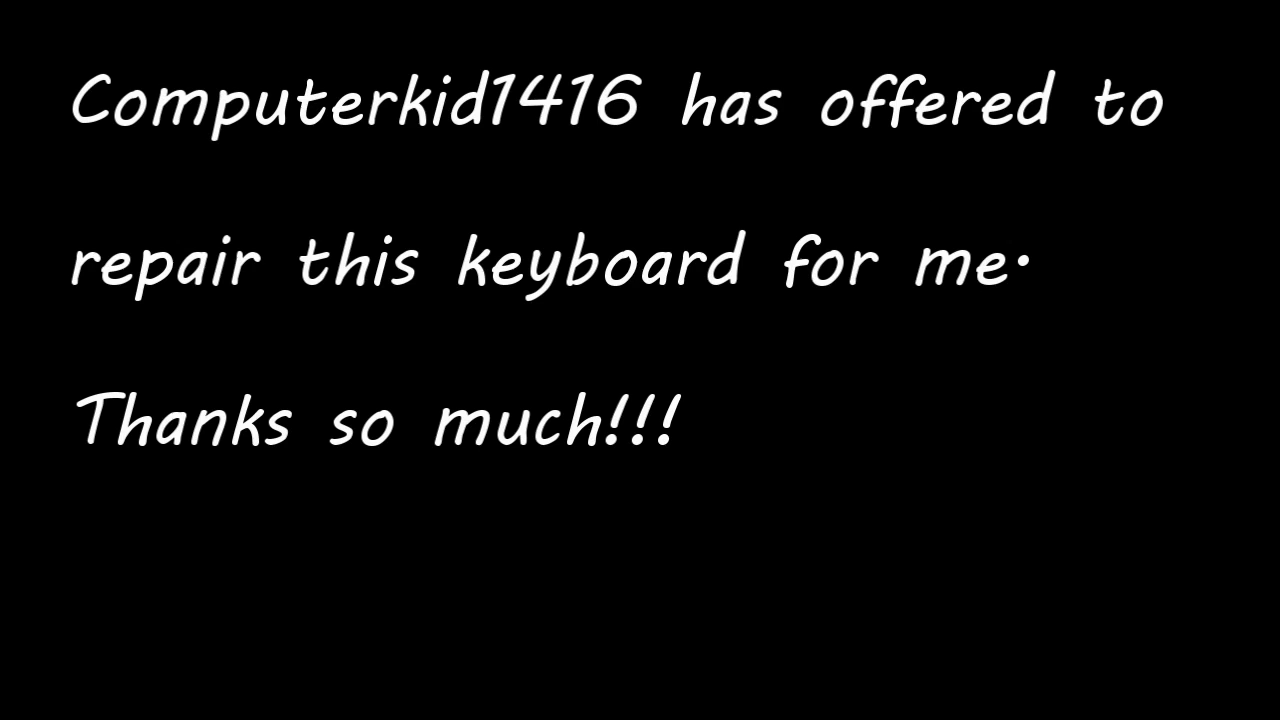 Computerkid1416 has offered to
repair this keyboard for me.
Thanks so much!!!